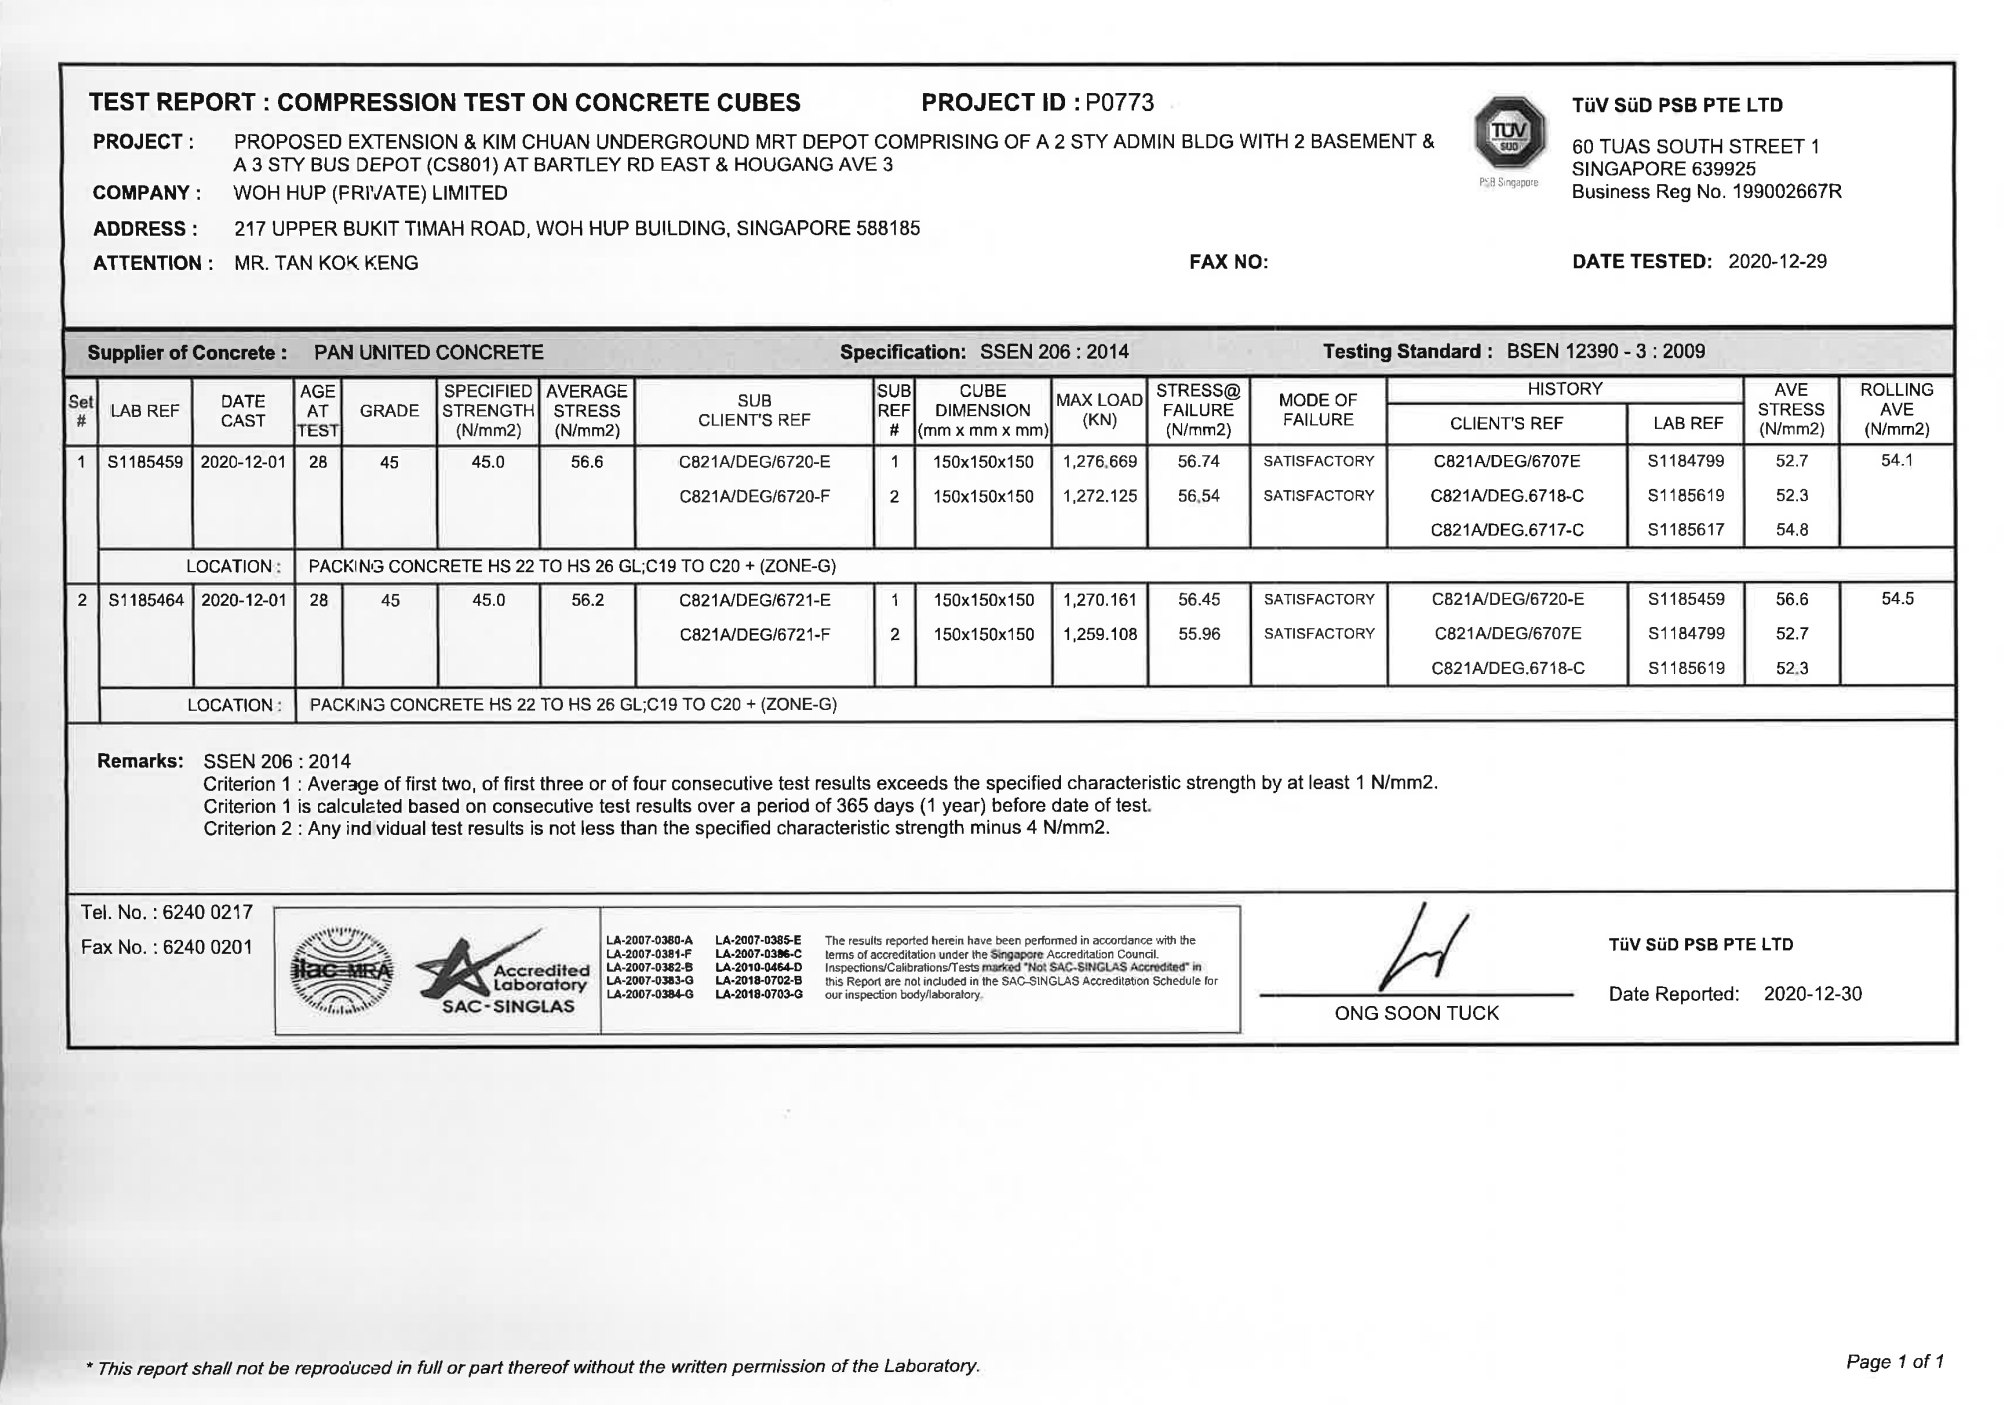 TEST REPORT : COMPRESSION TEST ON CONCRETE CUBES PROJECT ID : P0773
TÜV SÜD PSB PTE LTD
TÜV
SÜD
PSB Singapore
PROJECT : PROPOSED EXTENSION & KIM CHUAN UNDERGROUND MRT DEPOT COMPRISING OF A 2 STY ADMIN BLDG WITH 2 BASEMENT &
A 3 STY BUS DEPOT (CS801) AT BARTLEY RD EAST & HOUGANG AVE 3
60 TUAS SOUTH STREET 1
SINGAPORE 639925
Business Reg No. 199002667R
COMPANY : WOH HUP (PRIVATE) LIMITED
ADDRESS : 217 UPPER BUKIT TIMAH ROAD, WOH HUP BUILDING, SINGAPORE 588185
ATTENTION : MR. TAN KOK KENG FAX NO: DATE TESTED: 2020-12-29
Supplier of Concrete : PAN UNITED CONCRETE Specification: SSEN 206 : 2014 Testing Standard : BSEN 12390 - 3 : 2009
Set # LAB REF DATE CAST AGE AT TEST GRADE SPECIFIED STRENGTH (N/mm2) AVERAGE STRESS (N/mm2) SUB CLIENT'S REF SUB REF # CUBE DIMENSION (mm x mm x mm) MAX LOAD (KN) STRESS@ FAILURE (N/mm2) MODE OF FAILURE HISTORY CLIENT'S REF LAB REF AVE STRESS (N/mm2) ROLLING AVE (N/mm2)
1 S1185459 2020-12-01 28 45 45.0 56.6 C821A/DEG/6720-E 1 150x150x150 1,276.669 56.74 SATISFACTORY C821A/DEG/6707E S1184799 52.7 54.1
C821A/DEG/6720-F 2 150x150x150 1,272.125 56.54 SATISFACTORY C821A/DEG.6718-C S1185619 52.3
C821A/DEG.6717-C S1185617 54.8
LOCATION : PACKING CONCRETE HS 22 TO HS 26 GL;C19 TO C20 + (ZONE-G)
2 S1185464 2020-12-01 28 45 45.0 56.2 C821A/DEG/6721-E 1 150x150x150 1,270.161 56.45 SATISFACTORY C821A/DEG/6720-E S1185459 56.6 54.5
C821A/DEG/6721-F 2 150x150x150 1,259.108 55.96 SATISFACTORY C821A/DEG/6707E S1184799 52.7
C821A/DEG.6718-C S1185619 52.3
LOCATION : PACKING CONCRETE HS 22 TO HS 26 GL;C19 TO C20 + (ZONE-G)
Remarks: SSEN 206 : 2014
Criterion 1 : Average of first two, of first three or of four consecutive test results exceeds the specified characteristic strength by at least 1 N/mm2.
Criterion 1 is calculated based on consecutive test results over a period of 365 days (1 year) before date of test.
Criterion 2 : Any individual test results is not less than the specified characteristic strength minus 4 N/mm2.
Tel. No. : 6240 0217
Fax No. : 6240 0201
ilac-MRA
Accredited
Laboratory
SAC-SINGLAS
LA-2007-0380-A LA-2007-0385-E
LA-2007-0381-F LA-2007-0386-C
LA-2007-0382-B LA-2010-0464-D
LA-2007-0383-G LA-2018-0702-B
LA-2007-0384-G LA-2018-0703-G
The results reported herein have been performed in accordance with the
terms of accreditation under the Singapore Accreditation Council.
Inspections/Calibrations/Tests marked "Not SAC-SINGLAS Accredited" in
this Report are not included in the SAC-SINGLAS Accreditation Schedule for
our inspection body/laboratory.
ONG SOON TUCK
TÜV SÜD PSB PTE LTD
Date Reported: 2020-12-30
* This report shall not be reproduced in full or part thereof without the written permission of the Laboratory.
Page 1 of 1